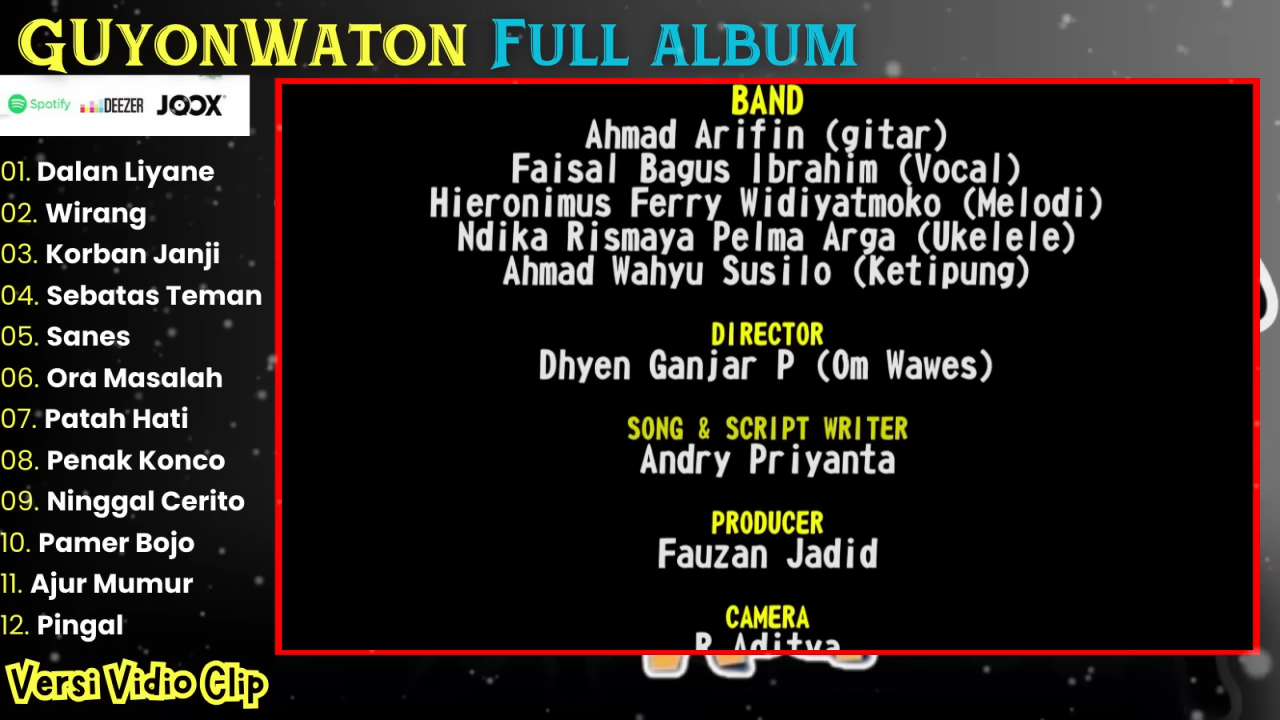 GUYONWATON FULL ALBUM
Spotify DEEZER JOOX
01. Dalan Liyane
02. Wirang
03. Korban Janji
04. Sebatas Teman
05. Sanes
06. Ora Masalah
07. Patah Hati
08. Penak Konco
09. Ninggal Cerito
10. Pamer Bojo
11. Ajur Mumur
12. Pingal
Versi Vidio Clip
BAND
Ahmad Arifin (gitar)
Faisal Bagus Ibrahim (Vocal)
Hieronimus Ferry Widiyatmoko (Melodi)
Ndika Rismaya Pelma Arga (Ukelele)
Ahmad Wahyu Susilo (Ketipung)
DIRECTOR
Dhyen Ganjar P (Om Wawes)
SONG & SCRIPT WRITER
Andry Priyanta
PRODUCER
Fauzan Jadid
CAMERA
R Aditya